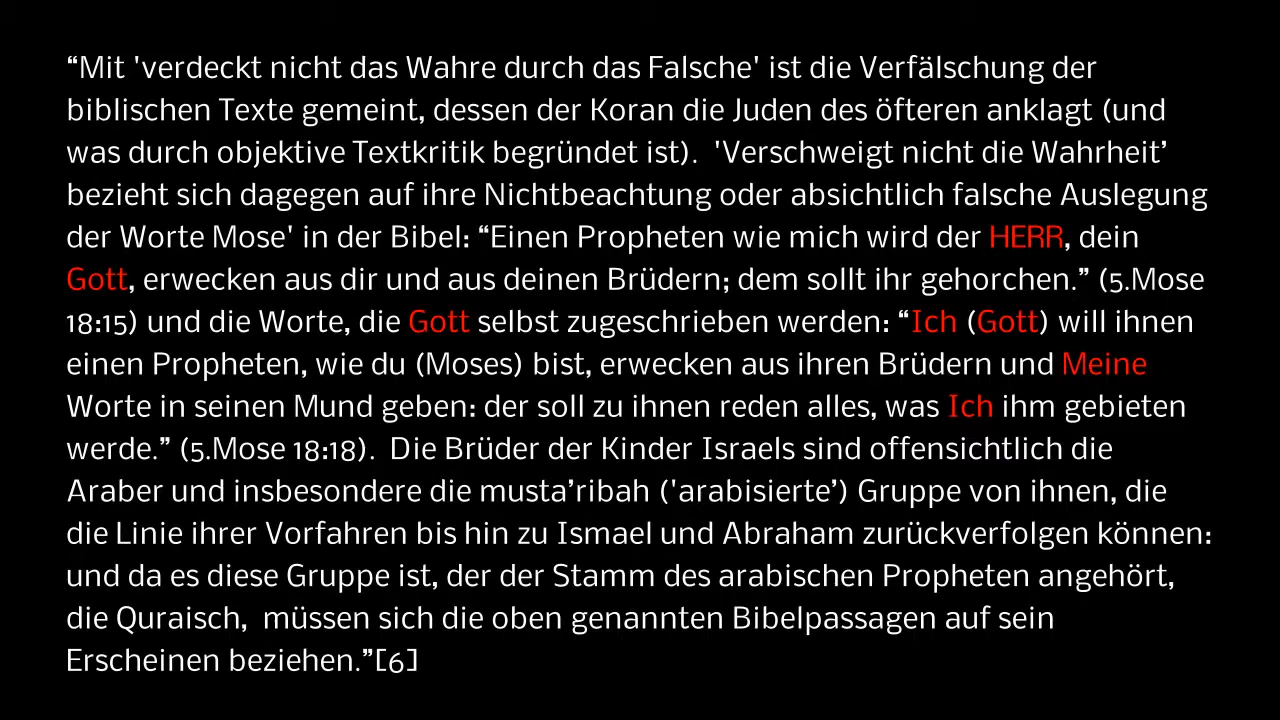 “Mit 'verdeckt nicht das Wahre durch das Falsche' ist die Verfälschung der
biblischen Texte gemeint, dessen der Koran die Juden des öfteren anklagt (und
was durch objektive Textkritik begründet ist).  'Verschweigt nicht die Wahrheit’
bezieht sich dagegen auf ihre Nichtbeachtung oder absichtlich falsche Auslegung
der Worte Mose' in der Bibel: “Einen Propheten wie mich wird der HERR, dein
Gott, erwecken aus dir und aus deinen Brüdern; dem sollt ihr gehorchen.” (5.Mose
18:15) und die Worte, die Gott selbst zugeschrieben werden: “Ich (Gott) will ihnen
einen Propheten, wie du (Moses) bist, erwecken aus ihren Brüdern und Meine
Worte in seinen Mund geben: der soll zu ihnen reden alles, was Ich ihm gebieten
werde.” (5.Mose 18:18).  Die Brüder der Kinder Israels sind offensichtlich die
Araber und insbesondere die musta’ribah ('arabisierte’) Gruppe von ihnen, die
die Linie ihrer Vorfahren bis hin zu Ismael und Abraham zurückverfolgen können:
und da es diese Gruppe ist, der der Stamm des arabischen Propheten angehört,
die Quraisch,  müssen sich die oben genannten Bibelpassagen auf sein
Erscheinen beziehen.”[6]